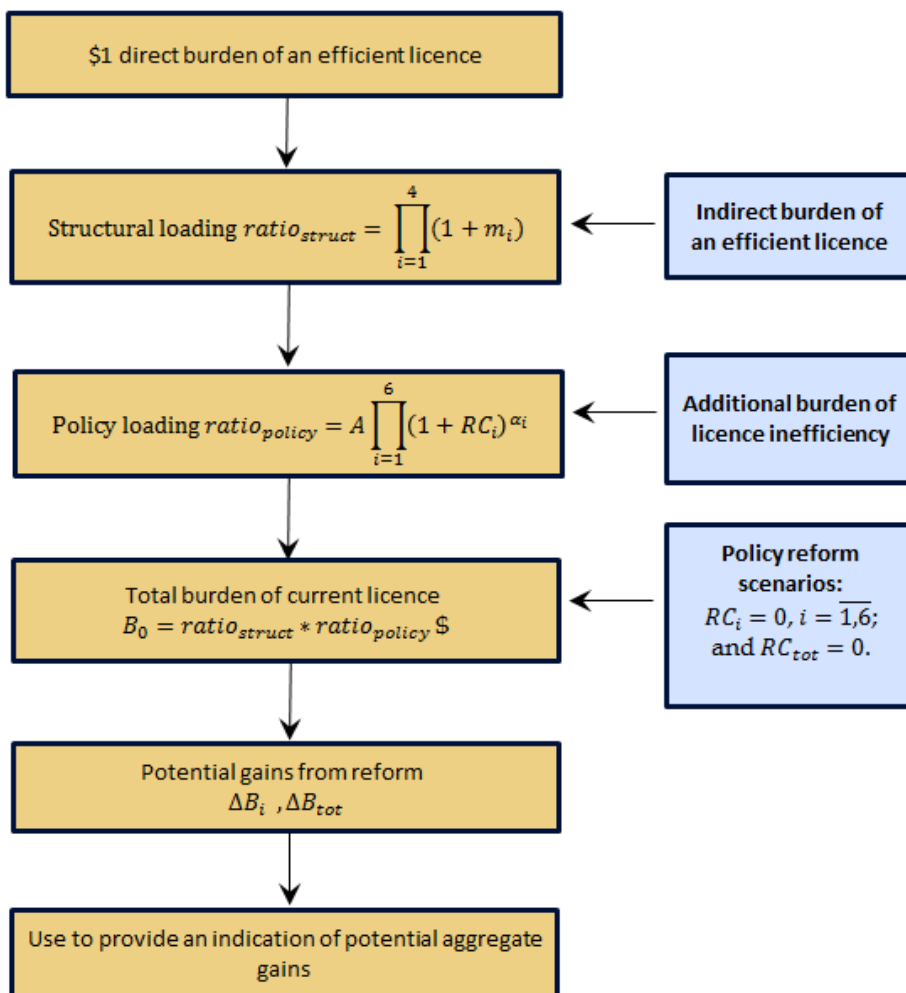 $1 direct burden of an efficient licence
Structural loading ratio_struct = ∏_{i=1}^{4} (1 + m_i)
Indirect burden of
an efficient licence
Policy loading ratio_policy = A ∏_{i=1}^{6} (1 + RC_i)^{α_i}
Additional burden of
licence inefficiency
Total burden of current licence
B_0 = ratio_struct * ratio_policy $
Policy reform
scenarios:
RC_i = 0, i = \overline{1,6};
and RC_tot = 0.
Potential gains from reform
ΔB_i , ΔB_tot
Use to provide an indication of potential aggregate
gains